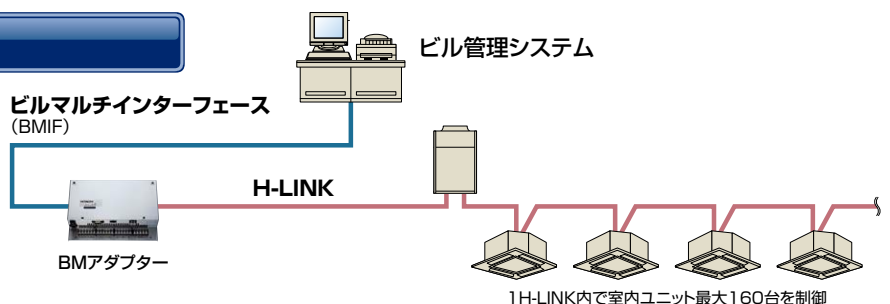 ビル管理システム
ビルマルチインターフェース
（BMIF）
H-LINK
BMアダプター
1H-LINK内で室内ユニット最大160台を制御